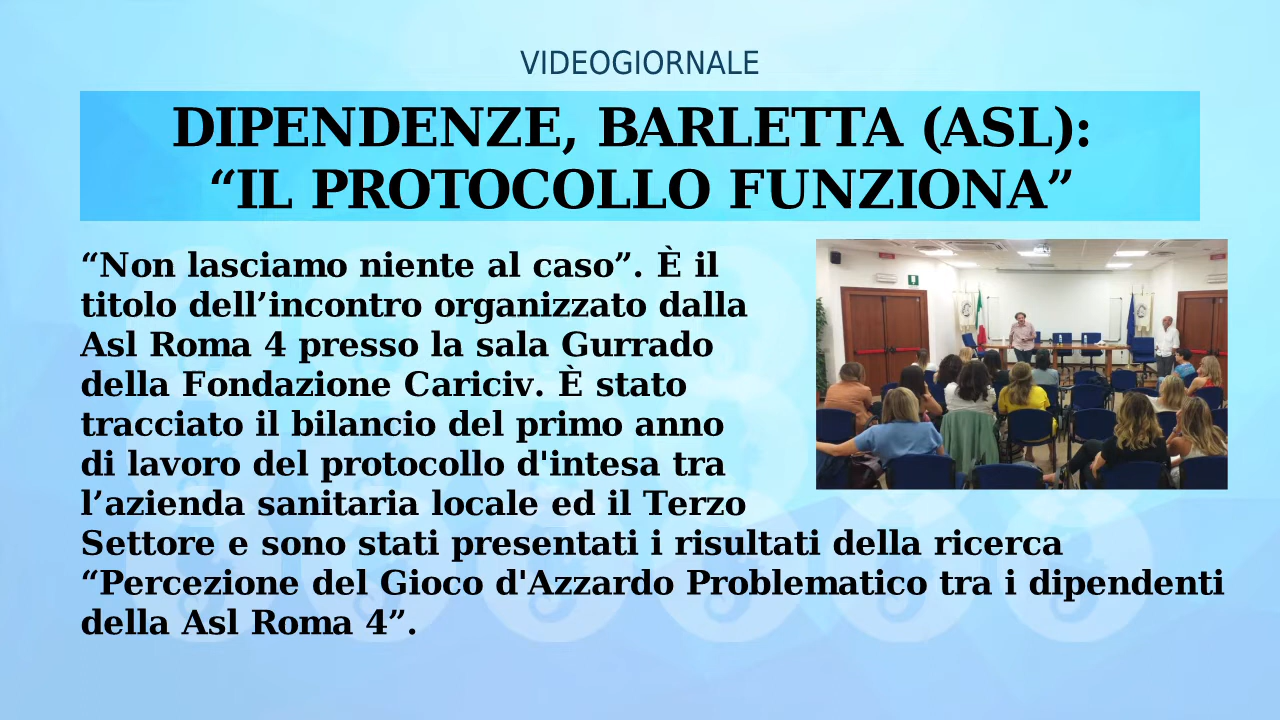 VIDEOGIORNALE
DIPENDENZE, BARLETTA (ASL):
“IL PROTOCOLLO FUNZIONA”
“Non lasciamo niente al caso”. È il
titolo dell’incontro organizzato dalla
Asl Roma 4 presso la sala Gurrado
della Fondazione Cariciv. È stato
tracciato il bilancio del primo anno
di lavoro del protocollo d'intesa tra
l’azienda sanitaria locale ed il Terzo
Settore e sono stati presentati i risultati della ricerca
“Percezione del Gioco d'Azzardo Problematico tra i dipendenti
della Asl Roma 4”.